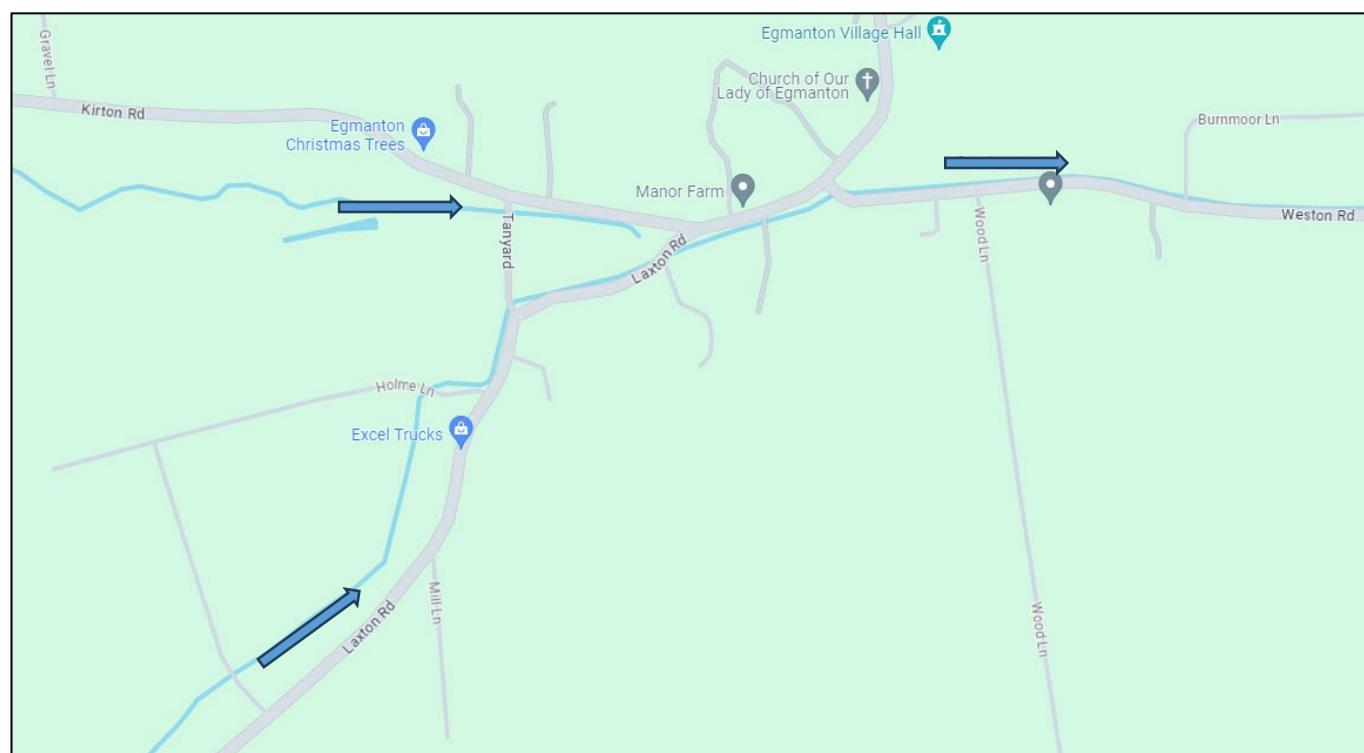 Gravel Ln
Kirton Rd
Egmanton
Christmas Trees
Tanyard
Egmanton Village Hall
Church of Our
Lady of Egmanton
Burnmoor Ln
Manor Farm
Laxton Rd
Wood Ln
Weston Rd
Holme Ln
Excel Trucks
Mill Ln
Laxton Rd
Wood Ln